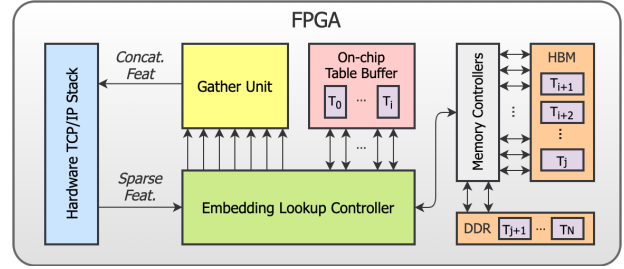 FPGA
Hardware TCP/IP Stack
Concat.
Feat
Sparse
Feat.
Gather Unit
On-chip
Table Buffer
T0 ... Ti
...
Embedding Lookup Controller
Memory Controllers
...
HBM
Ti+1
Ti+2
...
Tj
DDR Tj+1 ... TN